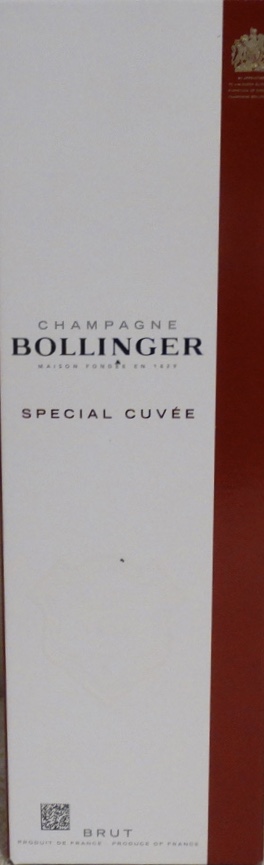 CHAMPAGNE
BOLLINGER
MAISON FONDÉE EN 1829
SPECIAL CUVÉE
BRUT
PRODUIT DE FRANCE - PRODUCE OF FRANCE